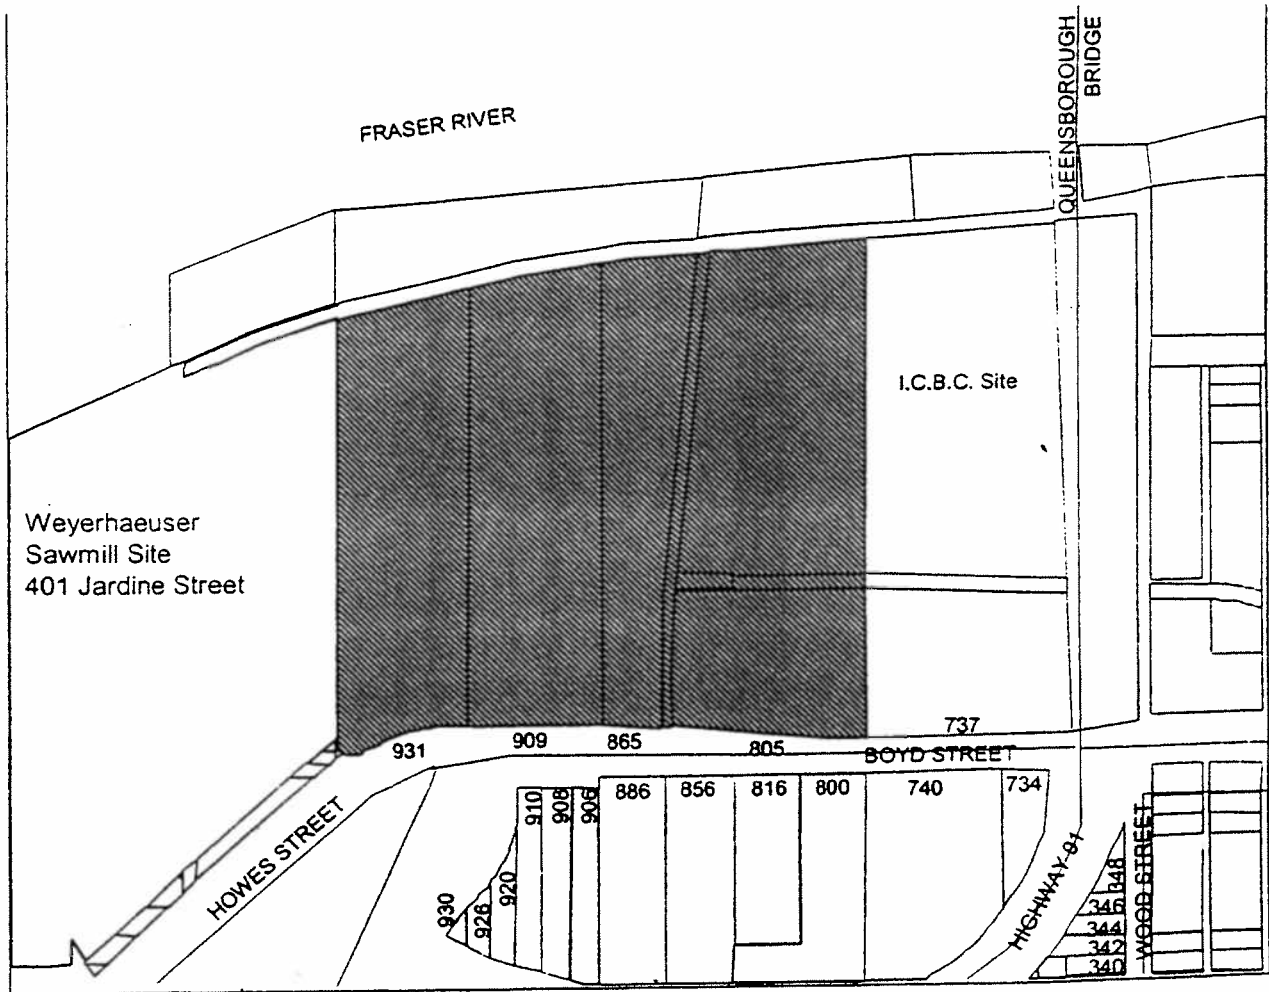 QUEENSBOROUGH
BRIDGE
FRASER RIVER
I.C.B.C. Site
Weyerhaeuser
Sawmill Site
401 Jardine Street
737
931
909
865
805
BOYD STREET
HOWES STREET
930
926
920
910
908
906
886
856
816
800
740
734
HIGHWAY 91
WOOD STREET
348
346
344
342
340